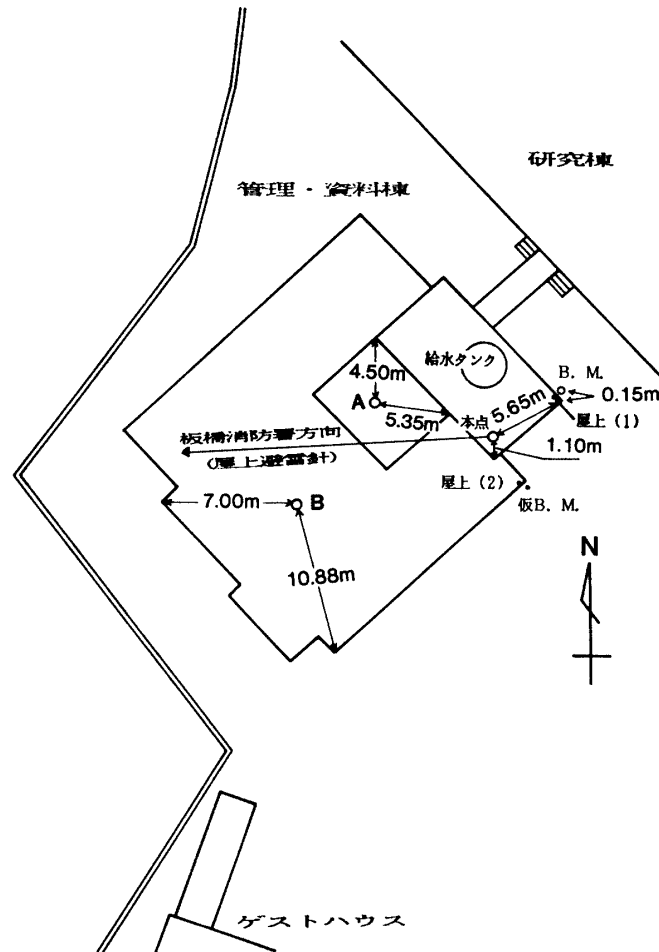 研究棟
管理・資料棟
給水タンク
4.50m
B. M.
0.15m
A
5.65m
5.35m
本点
屋上(1)
板橋消防署方向
1.10m
(屋上避雷針)
屋上(2)
7.00m
B
仮B. M.
N
10.88m
ゲストハウス